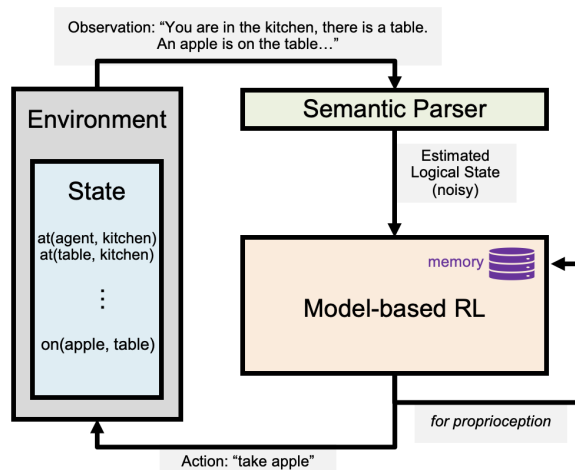 Observation: “You are in the kitchen, there is a table.
An apple is on the table…”
Environment
State
at(agent, kitchen)
at(table, kitchen)
⋮
on(apple, table)
Semantic Parser
Estimated
Logical State
(noisy)
memory
Model-based RL
for proprioception
Action: “take apple”